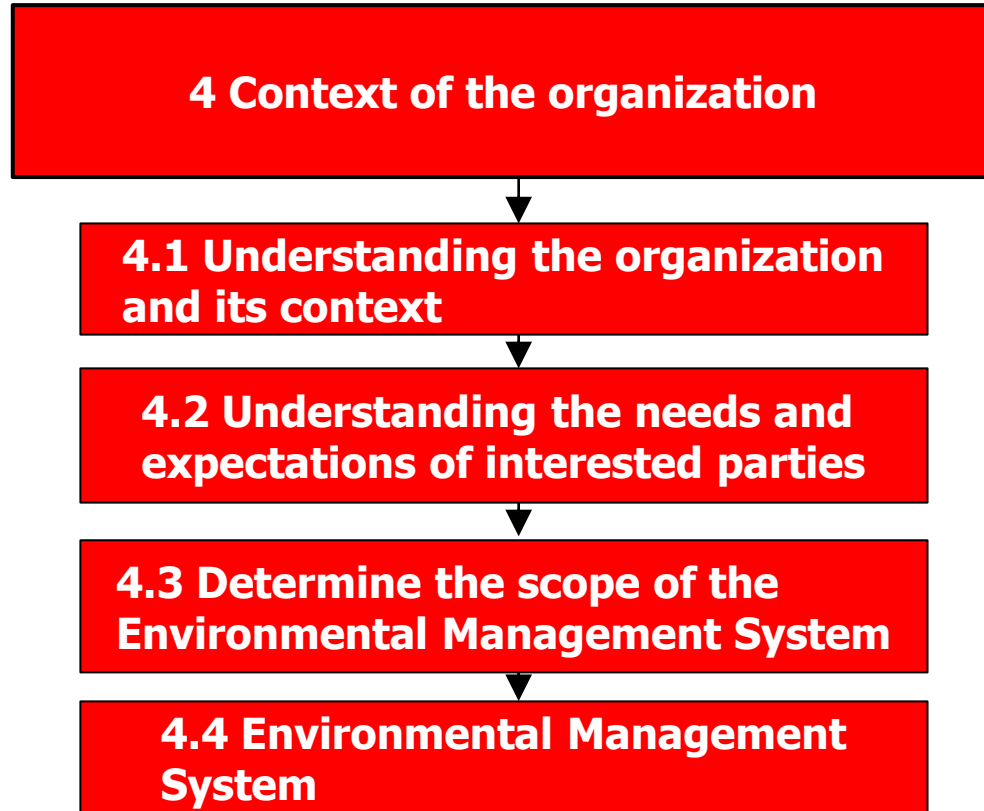 4 Context of the organization
4.1 Understanding the organization
and its context
4.2 Understanding the needs and
expectations of interested parties
4.3 Determine the scope of the
Environmental Management System
4.4 Environmental Management
System